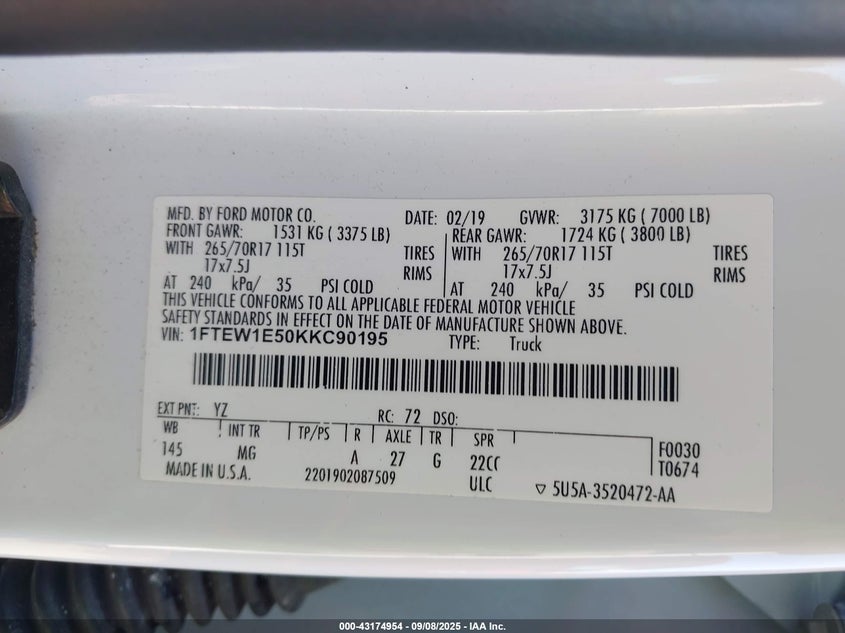 MFD. BY FORD MOTOR CO. DATE: 02/19 GVWR: 3175 KG ( 7000 LB)
FRONT GAWR: 1531 KG ( 3375 LB) REAR GAWR: 1724 KG ( 3800 LB)
WITH 265/70R17 115T TIRES WITH 265/70R17 115T TIRES
17x7.5J RIMS 17x7.5J RIMS
AT 240 kPa/ 35 PSI COLD AT 240 kPa/ 35 PSI COLD
THIS VEHICLE CONFORMS TO ALL APPLICABLE FEDERAL MOTOR VEHICLE
SAFETY STANDARDS IN EFFECT ON THE DATE OF MANUFACTURE SHOWN ABOVE.
VIN: 1FTEW1E50KKC90195 TYPE: Truck
EXT PNT: YZ RC: 72 DSO:
WB INT TR TP/PS R AXLE TR SPR F0030
145 MG A 27 G 22CC T0674
MADE IN U.S.A. 2201902087509 ULC ▽ 5U5A-3520472-AA
000-43174954 - 09/08/2025 - IAA Inc.